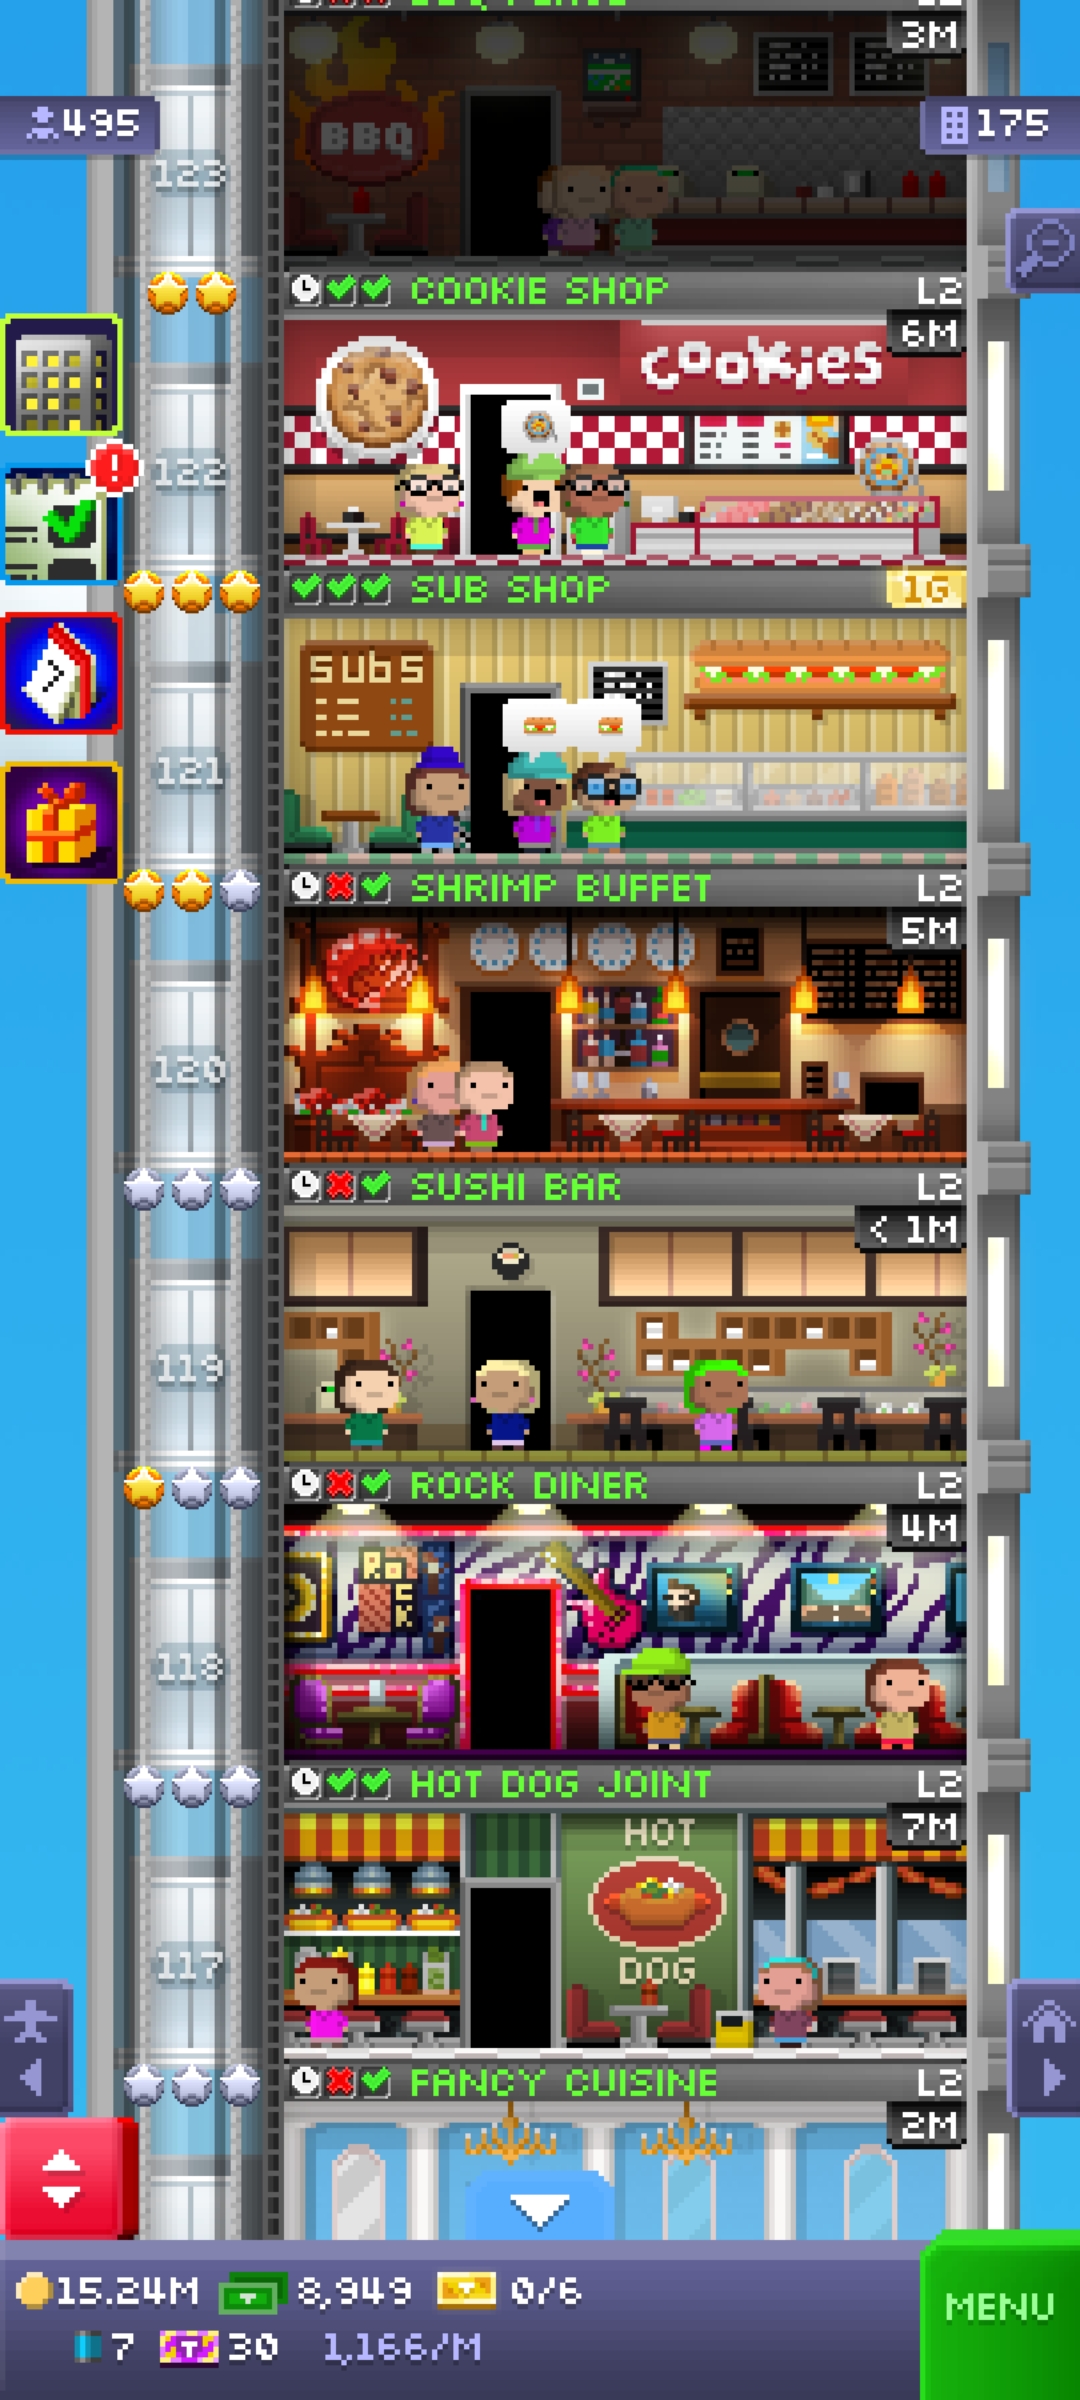 3M
BBQ
495
175
123
COOKIE SHOP L2
6M
cookies
122
SUB SHOP 1G
subs
121
SHRIMP BUFFET L2
5M
120
SUSHI BAR L2
< 1M
119
ROCK DINER L2
4M
ROCK
118
HOT DOG JOINT L2
7M
HOT
DOG
117
FANCY CUISINE L2
2M
15.24M 8,949 0/6
MENU
7 T 30 1,166/M